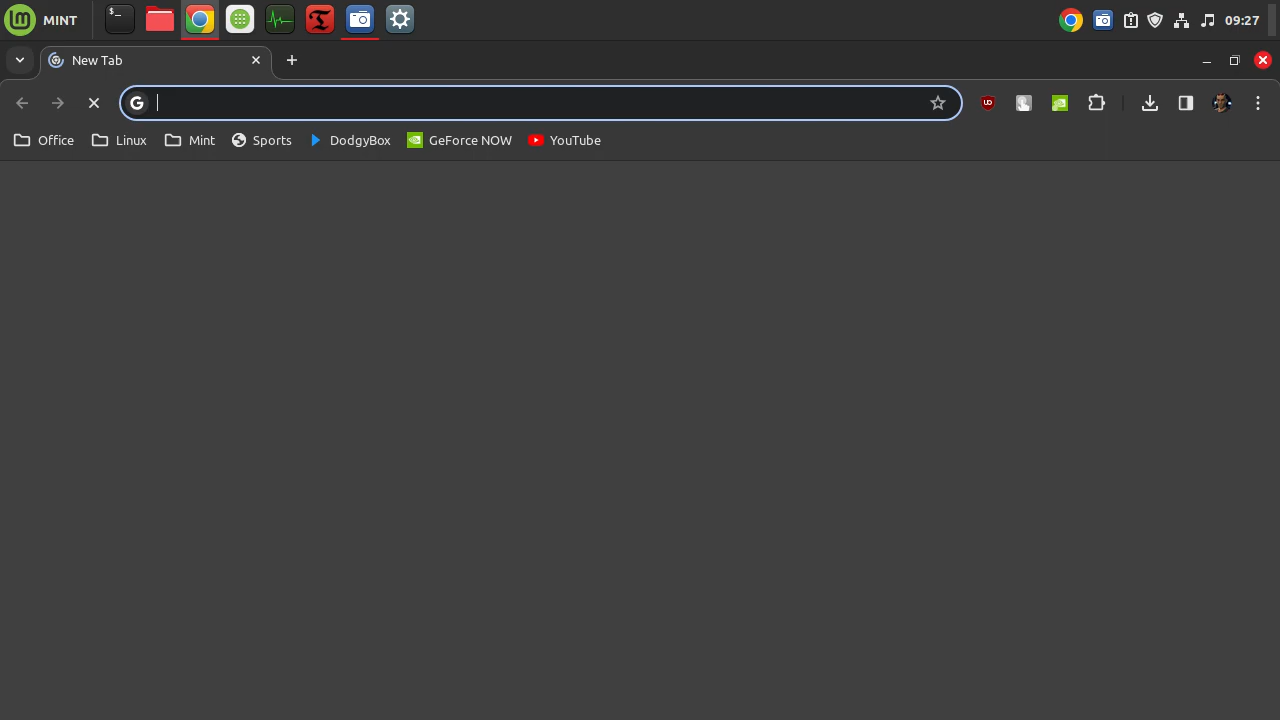 MINT
$_
09:27
New Tab
G
Office Linux Mint Sports DodgyBox GeForce NOW YouTube